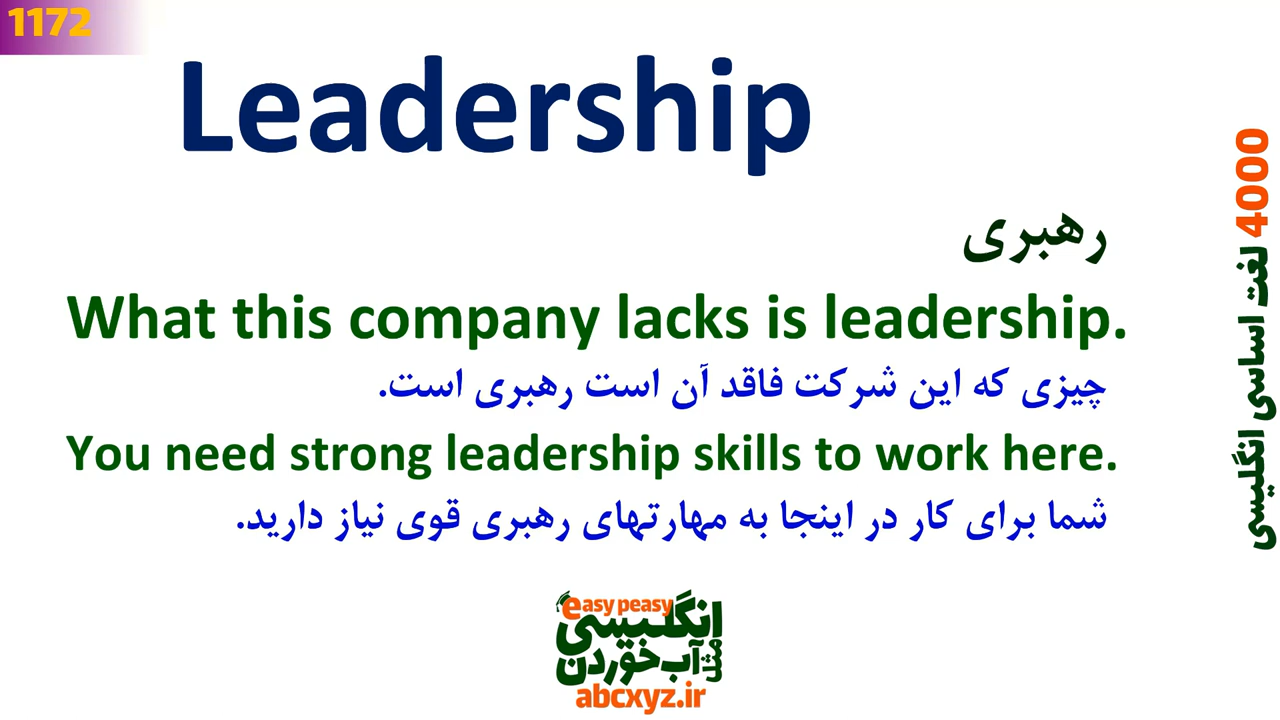 1172
Leadership
رهبری
What this company lacks is leadership.
چیزی که این شرکت فاقد آن است رهبری است.
You need strong leadership skills to work here.
شما برای کار در اینجا به مهارتهای رهبری قوی نیاز دارید.
4000 لغت اساسی انگلیسی
easy peasy
انگلیسی
مثل آب خوردن
abcxyz.ir